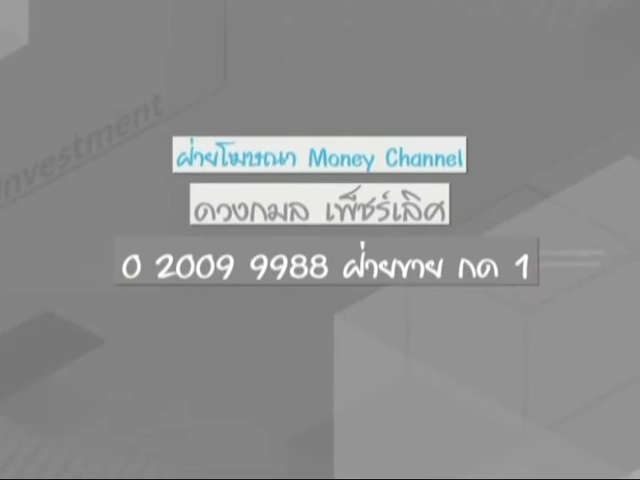 Investment
ฝ่ายโฆษณา Money Channel
ดวงกมล เพ็ชร์เลิศ
0 2009 9988 ฝ่ายขาย กด 1